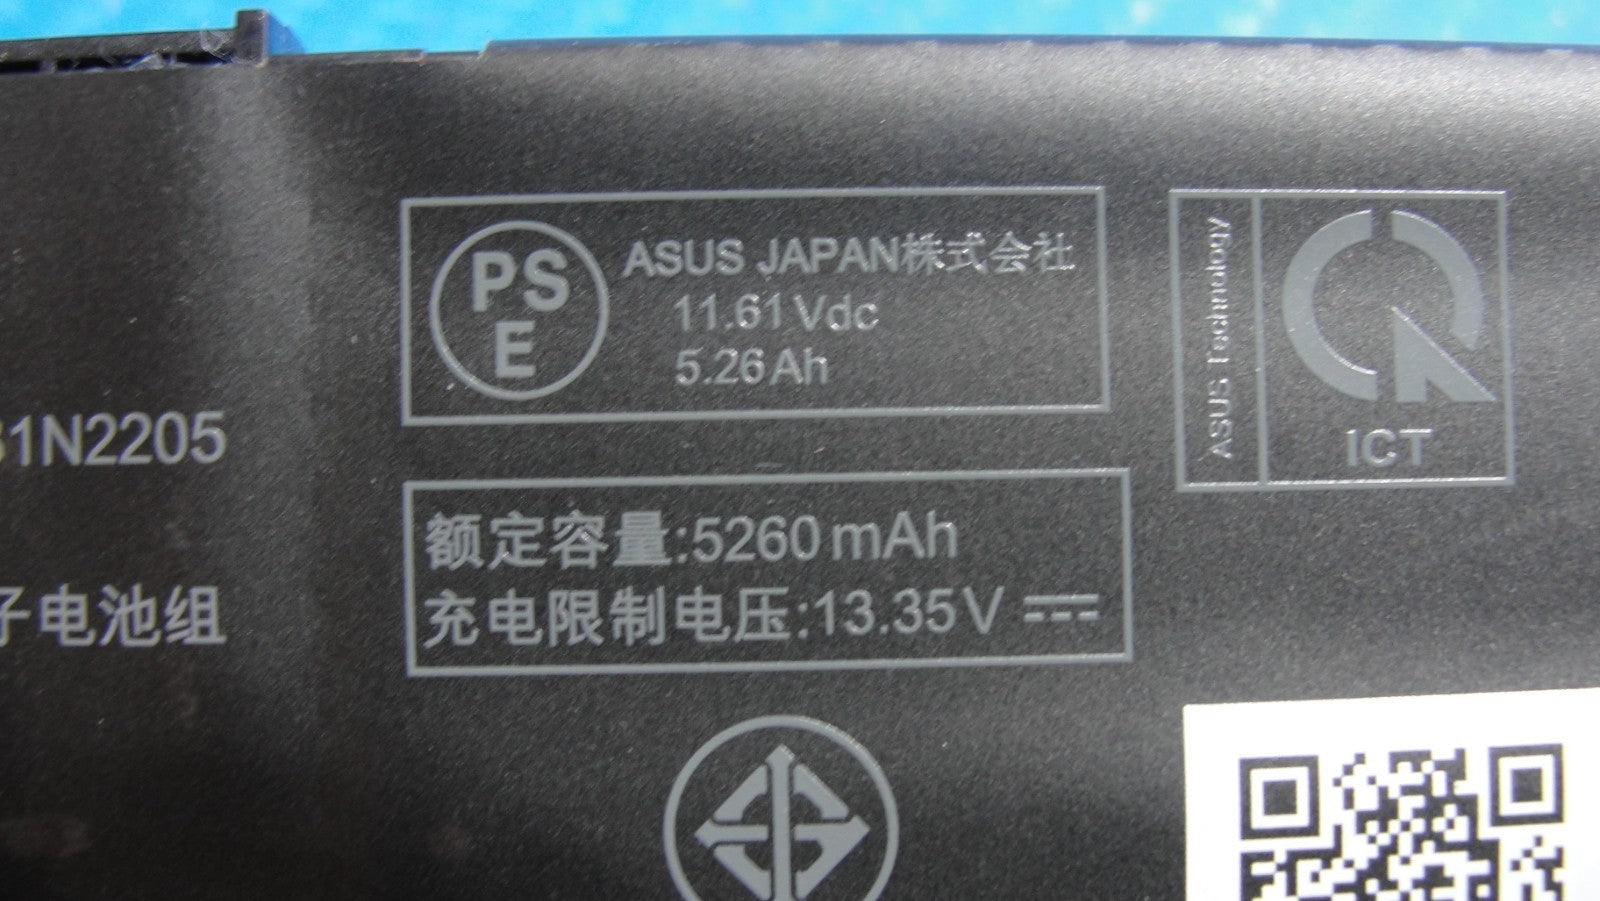 PS
E
ASUS JAPAN株式会社
11.61Vdc
5.26Ah
ASUS Technology
ICT
31N2205
额定容量:5260mAh
充电限制电压:13.35V
子电池组